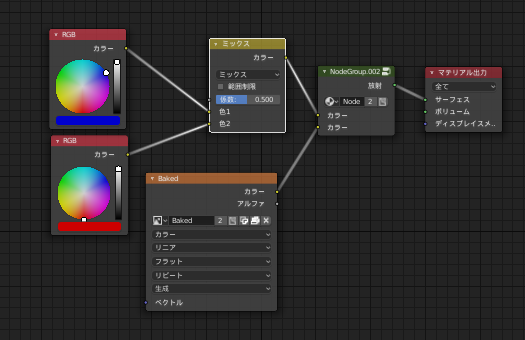 RGB
カラー
RGB
カラー
ミックス
カラー
ミックス
範囲制限
係数: 0.500
色1
色2
Baked
カラー
アルファ
Baked 2
カラー
リニア
フラット
リピート
生成
ベクトル
NodeGroup.002
放射
Node 2
カラー
カラー
マテリアル出力
全て
サーフェス
ボリューム
ディスプレイスメ..